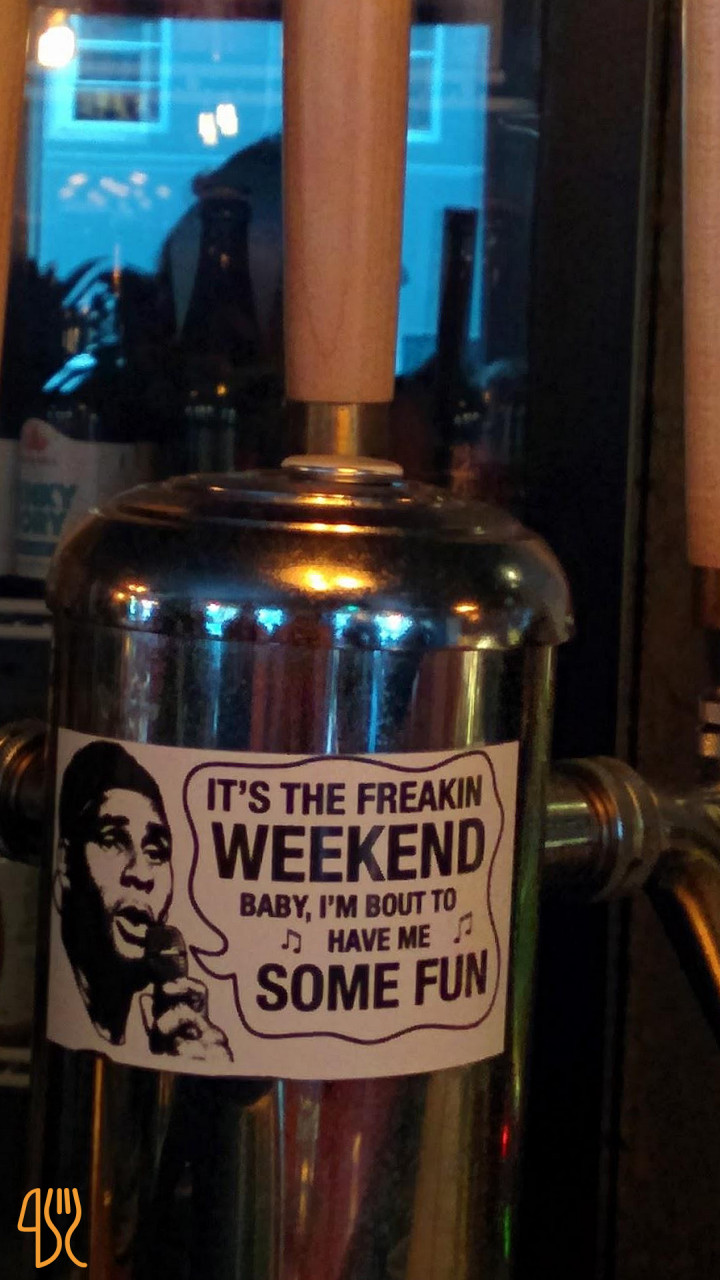 IT'S THE FREAKIN
WEEKEND
BABY, I'M BOUT TO
HAVE ME
SOME FUN